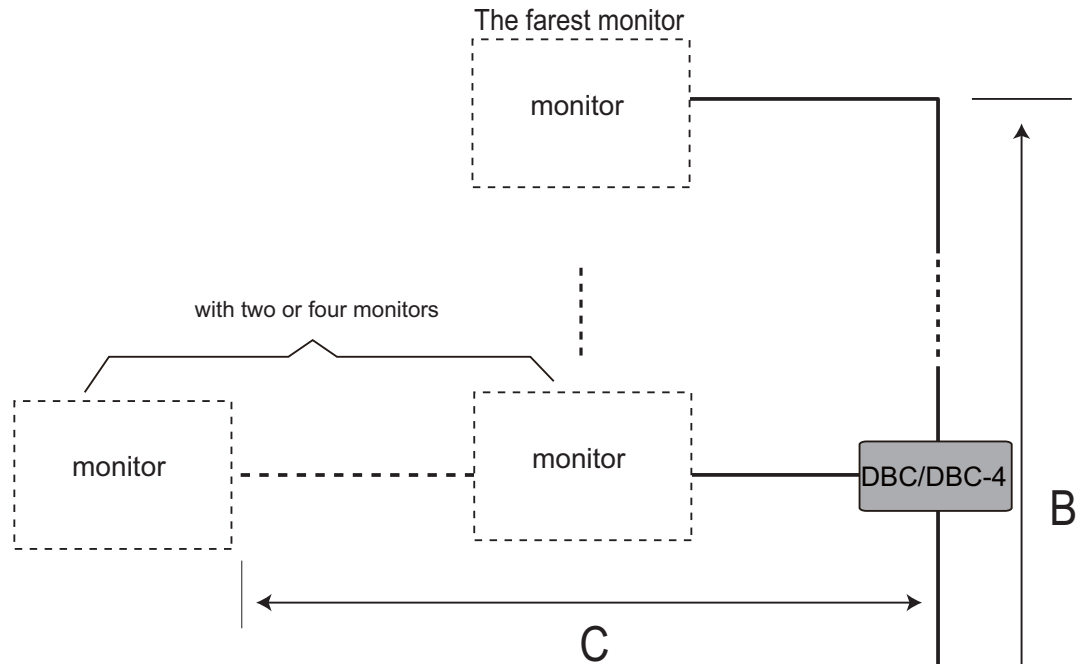 The farest monitor
monitor
with two or four monitors
monitor
monitor
DBC/DBC-4
B
C